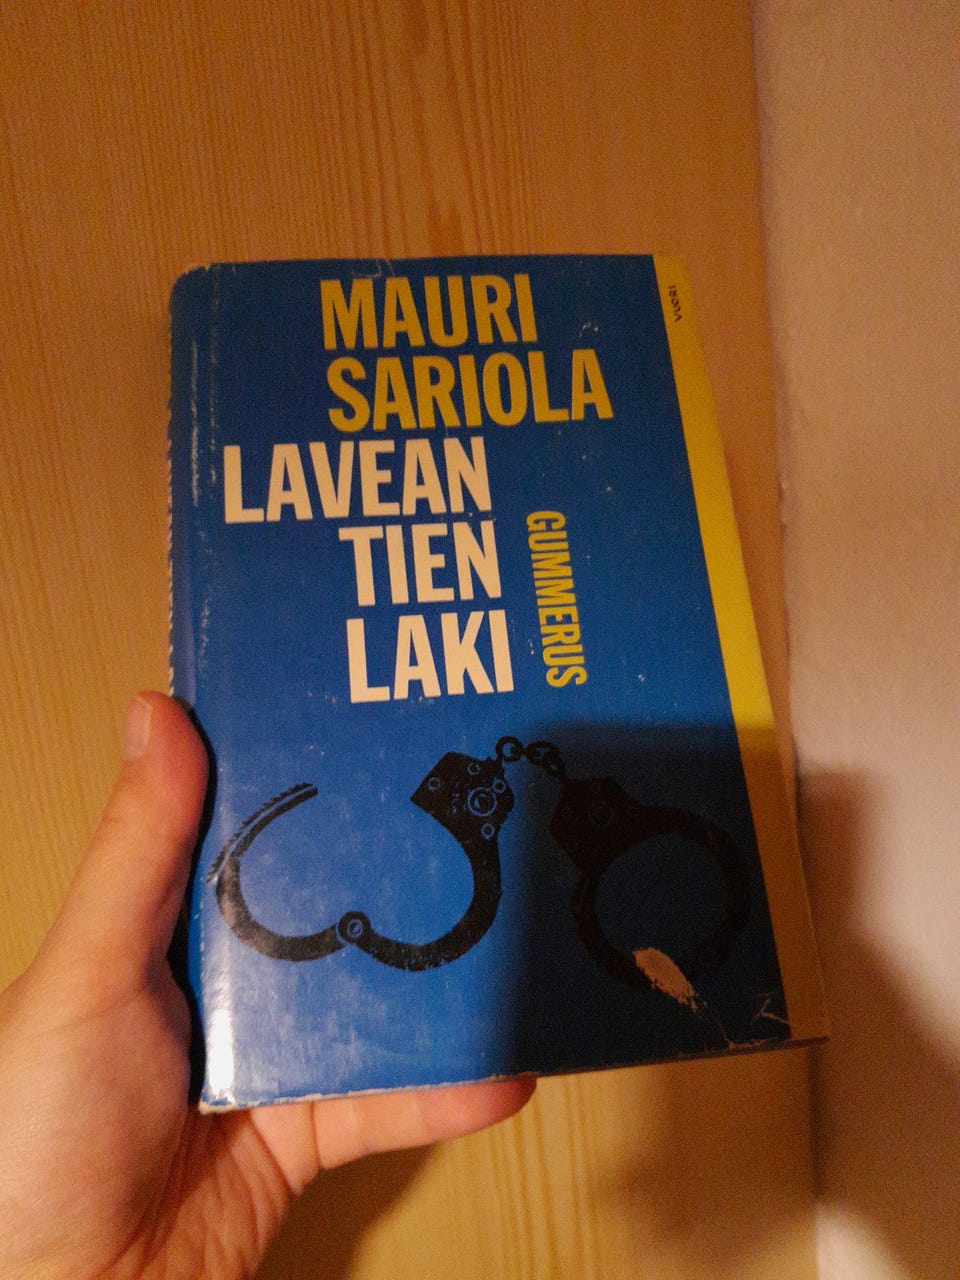 MAURI
SARIOLA
LAVEAN
TIEN
LAKI
GUMMERUS
VUORI